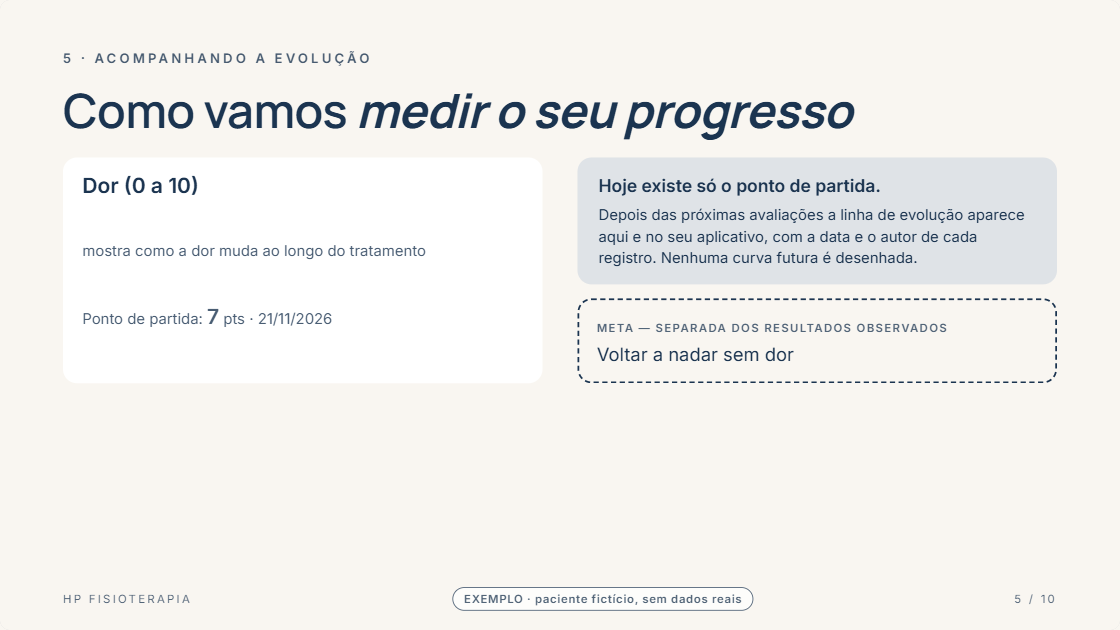 5 · ACOMPANHANDO A EVOLUÇÃO
Como vamos medir o seu progresso
Dor (0 a 10)
mostra como a dor muda ao longo do tratamento
Ponto de partida: 7 pts · 21/11/2026
Hoje existe só o ponto de partida.
Depois das próximas avaliações a linha de evolução aparece
aqui e no seu aplicativo, com a data e o autor de cada
registro. Nenhuma curva futura é desenhada.
META — SEPARADA DOS RESULTADOS OBSERVADOS
Voltar a nadar sem dor
HP FISIOTERAPIA
EXEMPLO · paciente fictício, sem dados reais
5 / 10